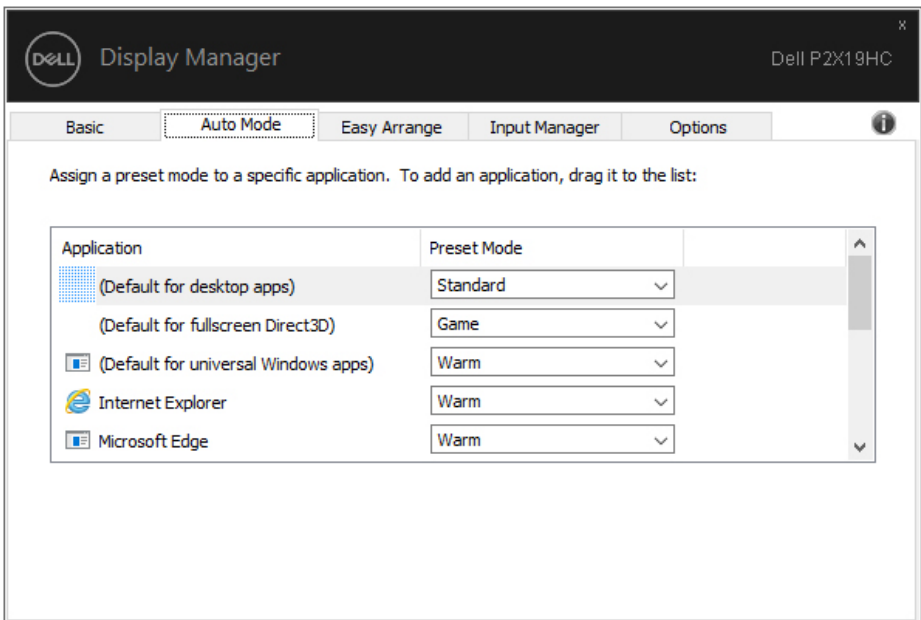 x
DELL Display Manager Dell P2X19HC
Basic Auto Mode Easy Arrange Input Manager Options i
Assign a preset mode to a specific application. To add an application, drag it to the list:
Application Preset Mode
(Default for desktop apps) Standard
(Default for fullscreen Direct3D) Game
(Default for universal Windows apps) Warm
Internet Explorer Warm
Microsoft Edge Warm